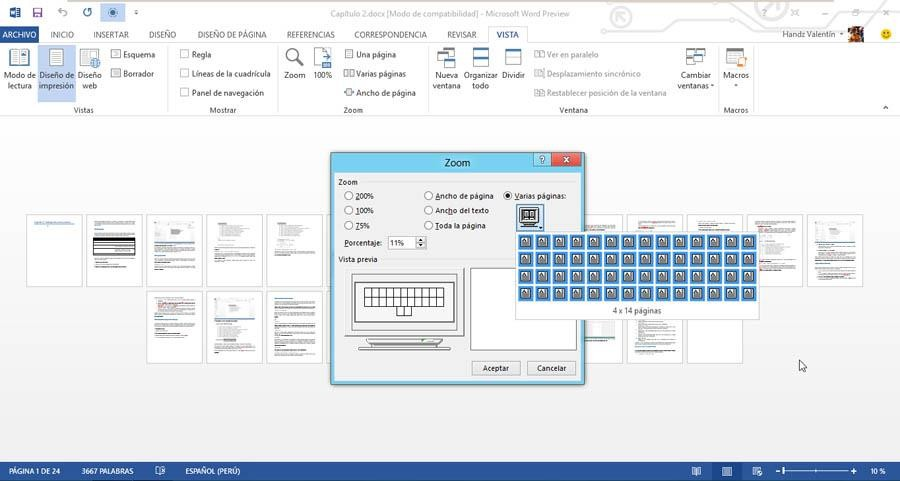 Capítulo 2.docx [Modo de compatibilidad] - Microsoft Word Preview
ARCHIVO INICIO INSERTAR DISEÑO DISEÑO DE PÁGINA REFERENCIAS CORRESPONDENCIA REVISAR VISTA Handz Valentín
Modo de lectura
Diseño de impresión
Diseño web
Esquema
Borrador
Vistas
Regla
Líneas de la cuadrícula
Panel de navegación
Mostrar
Zoom
100%
Una página
Varias páginas
Ancho de página
Zoom
Nueva ventana
Organizar todo
Dividir
Ver en paralelo
Desplazamiento sincrónico
Restablecer posición de la ventana
Cambiar ventanas
Ventana
Macros
Macros
Zoom
Zoom
200%
100%
75%
Ancho de página
Ancho del texto
Toda la página
Varias páginas:
Porcentaje: 11%
Vista previa
4 x 14 páginas
Aceptar
Cancelar
PÁGINA 1 DE 24 3667 PALABRAS ESPAÑOL (PERÚ) 10 %